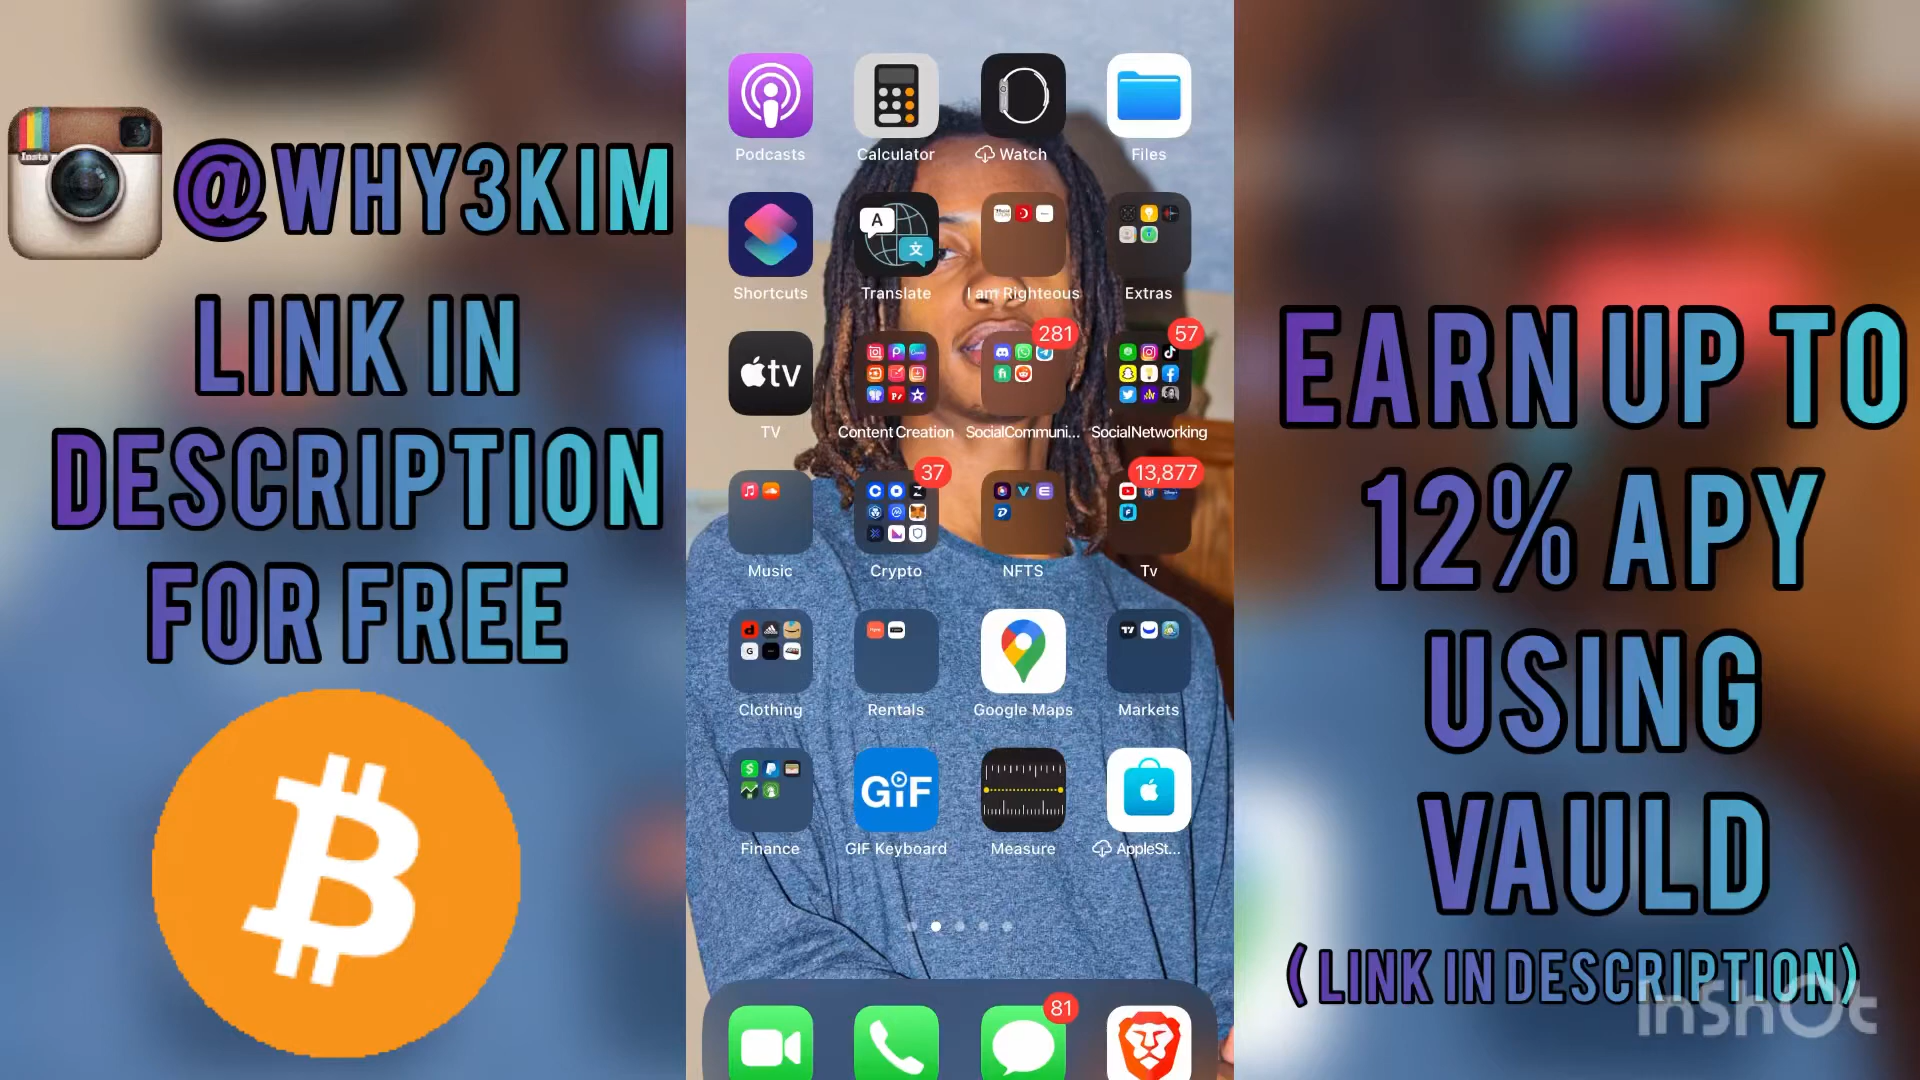 Insta
@WHY3KIM
LINK IN
DESCRIPTION
FOR FREE
Podcasts
Calculator
Watch
Files
A
文
Shortcuts
Translate
I am Righteous
Extras
281
57
tv
TV
Content Creation
SocialCommuni...
SocialNetworking
37
13,877
Music
Crypto
NFTS
Tv
Clothing
Rentals
Google Maps
Markets
GIF
Finance
GIF Keyboard
Measure
AppleSt...
81
EARN UP TO
12% APY
USING
VAULD
(LINK IN DESCRIPTION)
InShOt